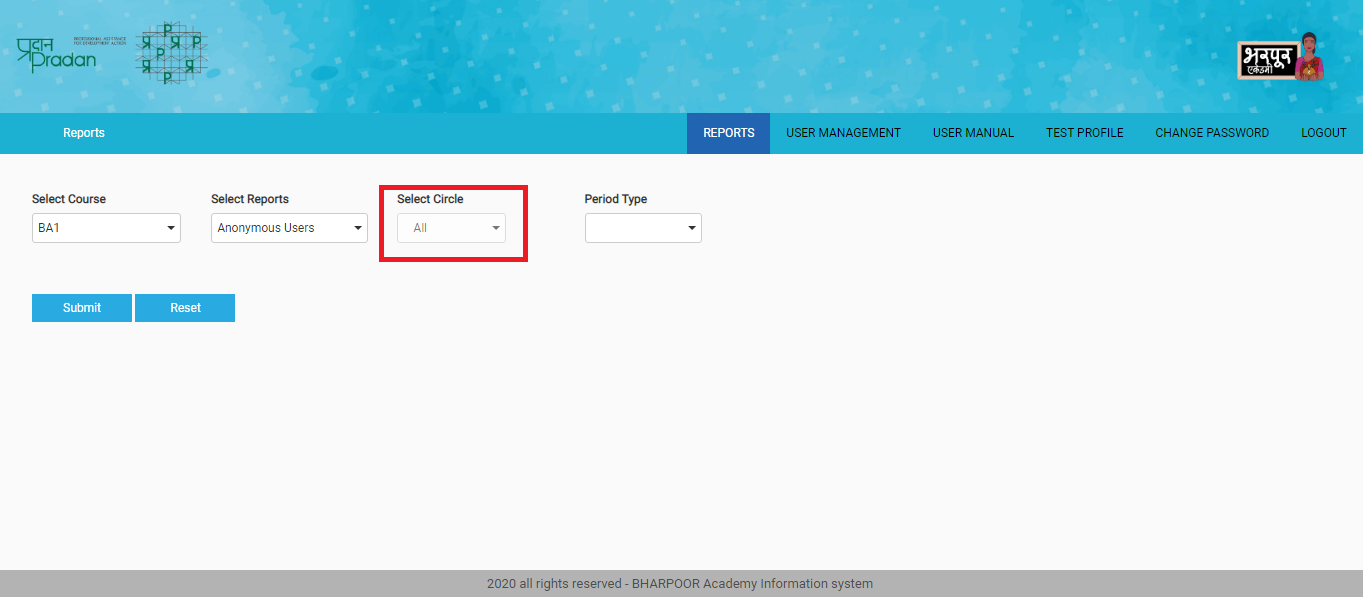 प्रदान
PROFESSIONAL ASSISTANCE
FOR DEVELOPMENT ACTION
Pradan
P
प्र P प्र P
प्र P प्र
P
भरपूर
एकेडमी
Reports
REPORTS USER MANAGEMENT USER MANUAL TEST PROFILE CHANGE PASSWORD LOGOUT
Select Course Select Reports Select Circle Period Type
BA1 Anonymous Users All
Submit Reset
2020 all rights reserved - BHARPOOR Academy Information system